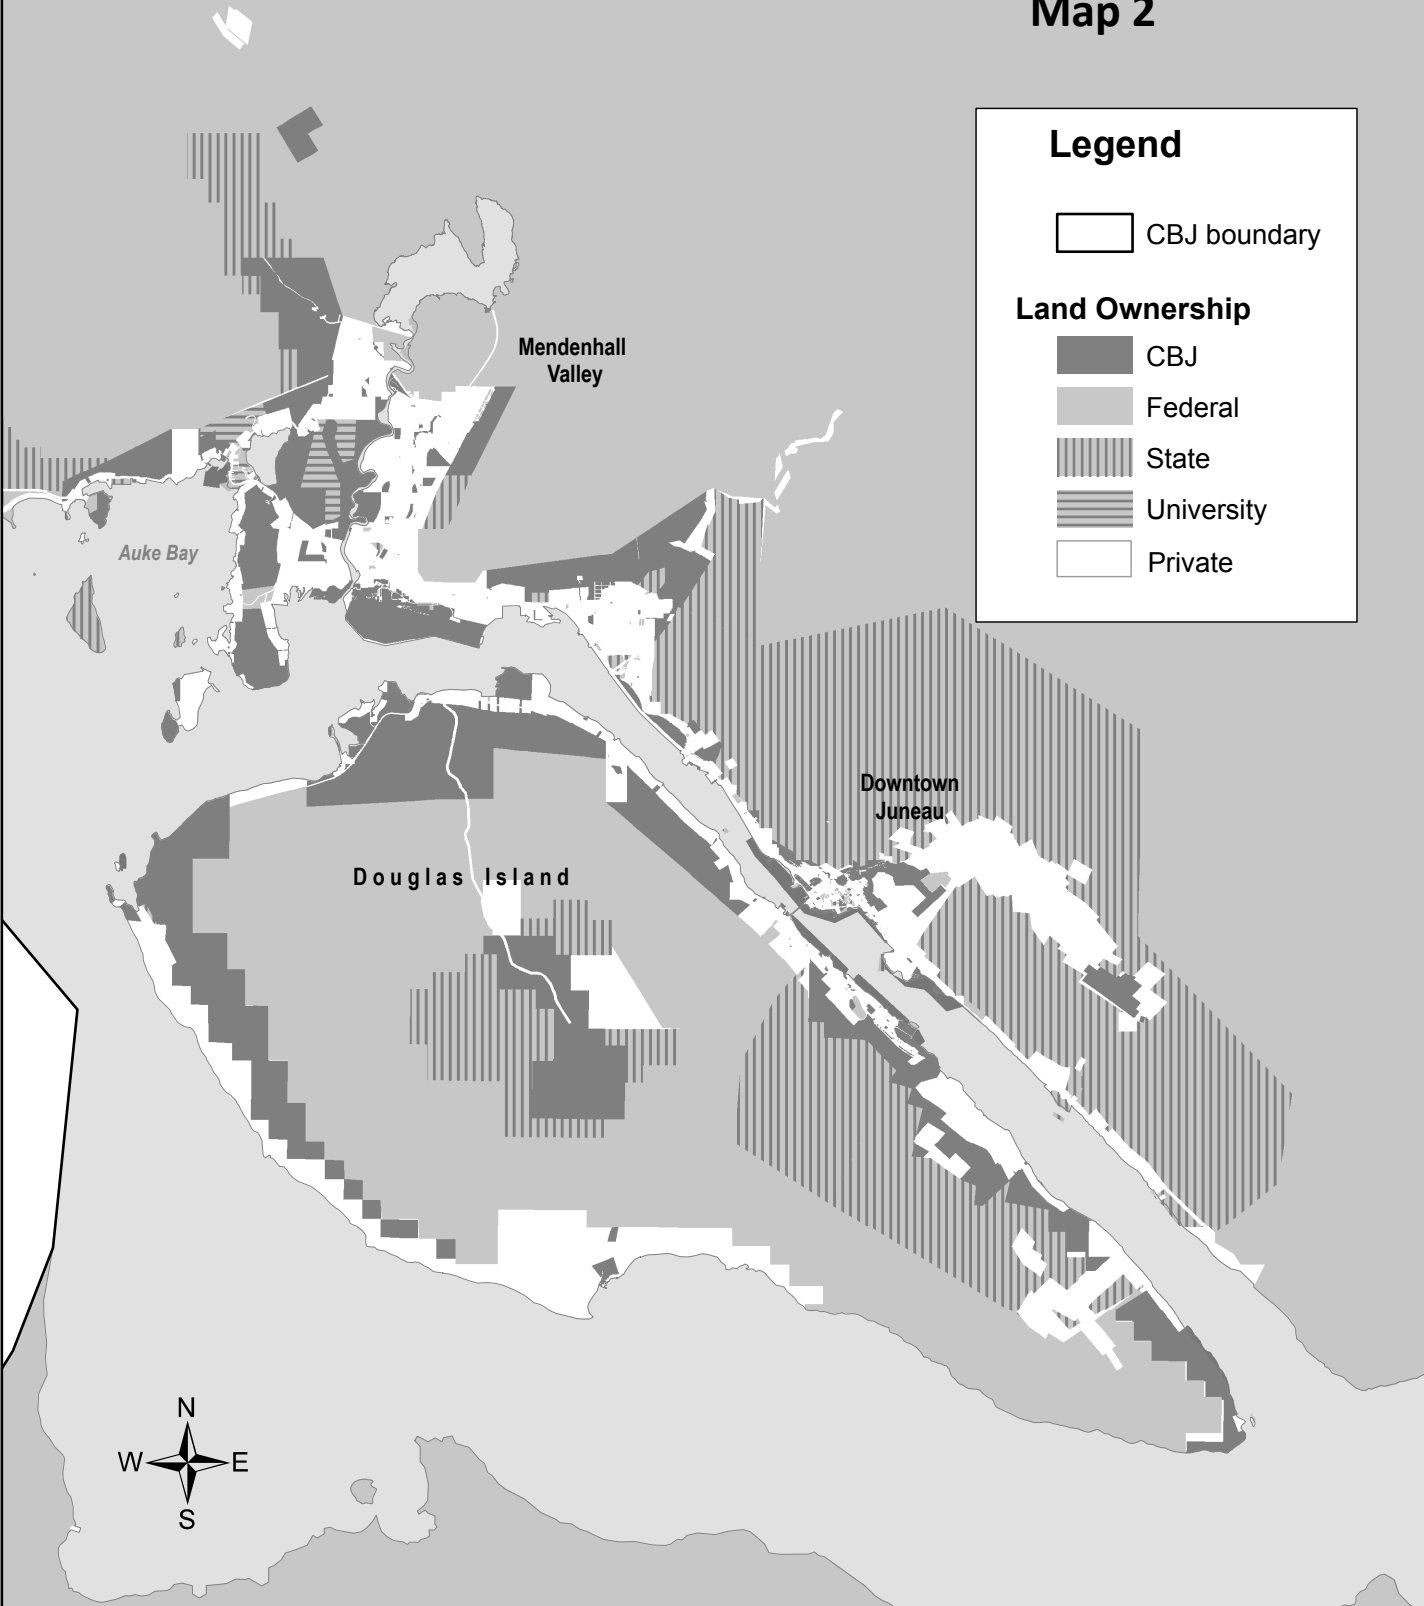 Map 2
Legend
CBJ boundary
Land Ownership
CBJ
Federal
State
University
Private
Mendenhall
Valley
Auke Bay
Downtown
Juneau
Douglas Island
N
W E
S